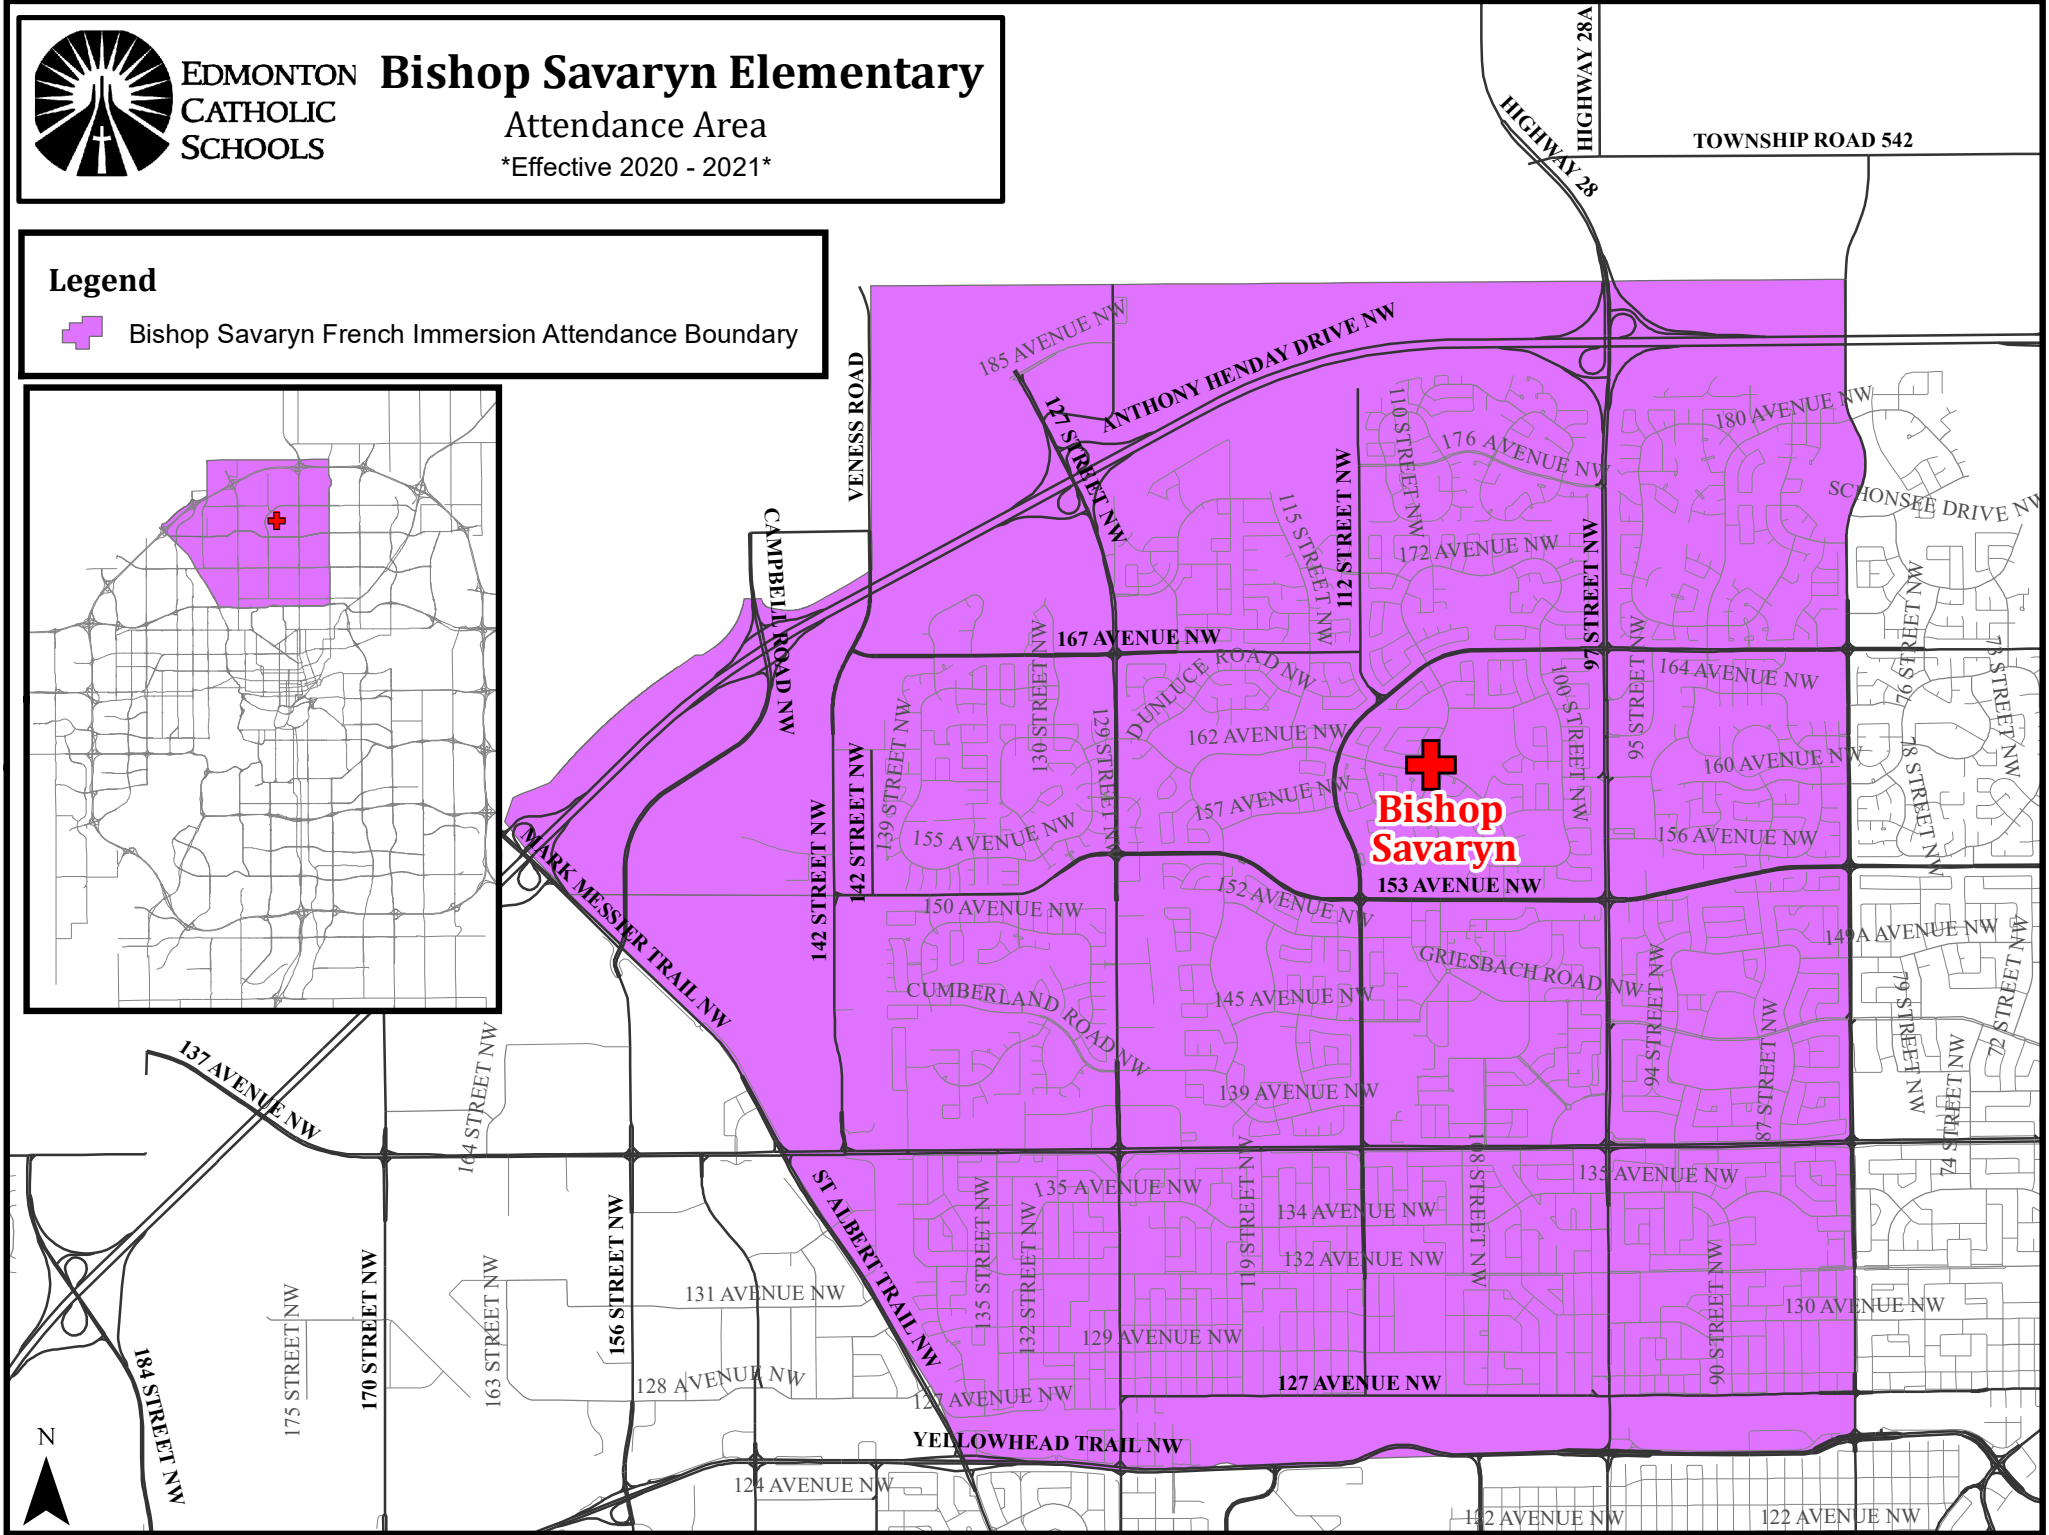 EDMONTON
CATHOLIC
SCHOOLS
Bishop Savaryn Elementary
Attendance Area
*Effective 2020 - 2021*
Legend
Bishop Savaryn French Immersion Attendance Boundary
HIGHWAY 28A
HIGHWAY 28
TOWNSHIP ROAD 542
VENESS ROAD
185 AVENUE NW
127 STREET NW
ANTHONY HENDAY DRIVE NW
110 STREET NW
176 AVENUE NW
180 AVENUE NW
SCHONSEE DRIVE NW
115 STREET NW
112 STREET NW
172 AVENUE NW
97 STREET NW
CAMPBELL ROAD NW
167 AVENUE NW
130 STREET NW
DUNLUCE ROAD NW
100 STREET NW
95 STREET NW
164 AVENUE NW
76 STREET NW
73 STREET NW
139 STREET NW
129 STREET NW
162 AVENUE NW
160 AVENUE NW
78 STREET NW
142 STREET NW
142 STREET NW
157 AVENUE NW
155 AVENUE NW
156 AVENUE NW
Bishop
Savaryn
153 AVENUE NW
MARK MESSIER TRAIL NW
150 AVENUE NW
152 AVENUE NW
149A AVENUE NW
GRIESBACH ROAD NW
CUMBERLAND ROAD NW
145 AVENUE NW
94 STREET NW
87 STREET NW
79 STREET NW
72 STREET NW
74 STREET NW
139 AVENUE NW
137 AVENUE NW
164 STREET NW
ST ALBERT TRAIL NW
135 STREET NW
132 STREET NW
135 AVENUE NW
119 STREET NW
134 AVENUE NW
108 STREET NW
135 AVENUE NW
132 AVENUE NW
90 STREET NW
130 AVENUE NW
175 STREET NW
170 STREET NW
163 STREET NW
156 STREET NW
131 AVENUE NW
129 AVENUE NW
128 AVENUE NW
127 AVENUE NW
127 AVENUE NW
184 STREET NW
YELLOWHEAD TRAIL NW
124 AVENUE NW
122 AVENUE NW
122 AVENUE NW
N